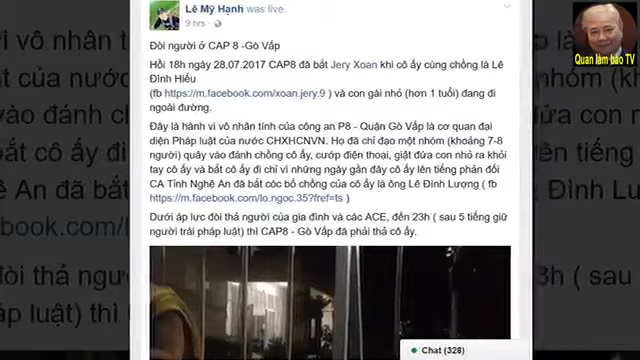 Lê Mỹ Hạnh was live.
9 hrs
Đòi người ở CAP 8 -Gò Vấp
Hồi 18h ngày 28.07.2017 CAP8 đã bắt Jery Xoan khi cô ấy cùng chồng là Lê
Đình Hiếu
(fb https://m.facebook.com/xoan.jery.9 ) và con gái nhỏ (hơn 1 tuổi) đang đi
ngoài đường.
Đây là hành vi vô nhân tính của công an P8 - Quận Gò Vấp là cơ quan đại
diện Pháp luật của nước CHXHCNVN. Họ đã chỉ đạo một nhóm (khoảng 7-8
người) quây vào đánh chồng cô ấy, cướp điện thoại, giật đứa con nhỏ ra khỏi
tay cô ấy và bắt cô ấy đi chỉ vì những ngày gần đây cô ấy lên tiếng phản đối
CA Tỉnh Nghệ An đã bắt cóc bố chồng của cô ấy là ông Lê Đình Lượng ( fb
https://m.facebook.com/lo.ngoc.35?fref=ts )
Dưới áp lực đòi thả người của gia đình và các ACE, đến 23h ( sau 5 tiếng giữ
người trái pháp luật) thì CAP8 - Gò Vấp đã phải thả cô ấy.
Chat (328)
Quan làm báo TV